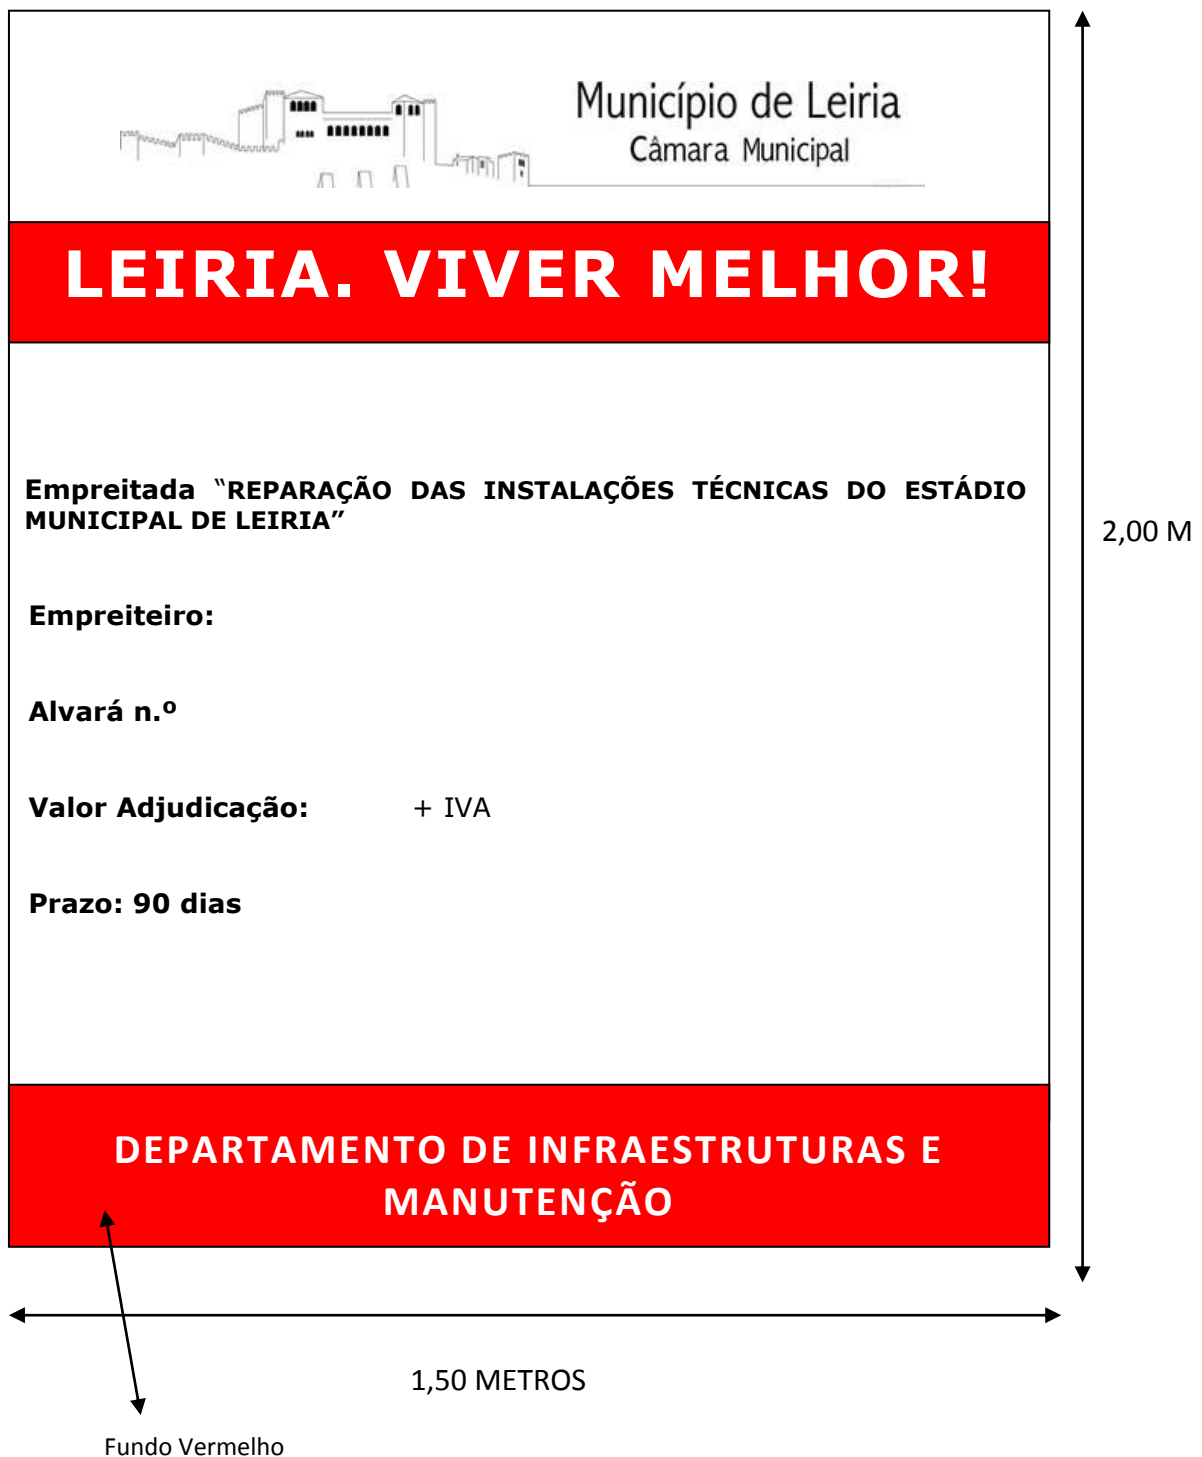 Município de Leiria
Câmara Municipal
LEIRIA. VIVER MELHOR!
Empreitada “REPARAÇÃO DAS INSTALAÇÕES TÉCNICAS DO ESTÁDIO
MUNICIPAL DE LEIRIA”
2,00 M
Empreiteiro:
Alvará n.º
Valor Adjudicação: + IVA
Prazo: 90 dias
DEPARTAMENTO DE INFRAESTRUTURAS E
MANUTENÇÃO
1,50 METROS
Fundo Vermelho